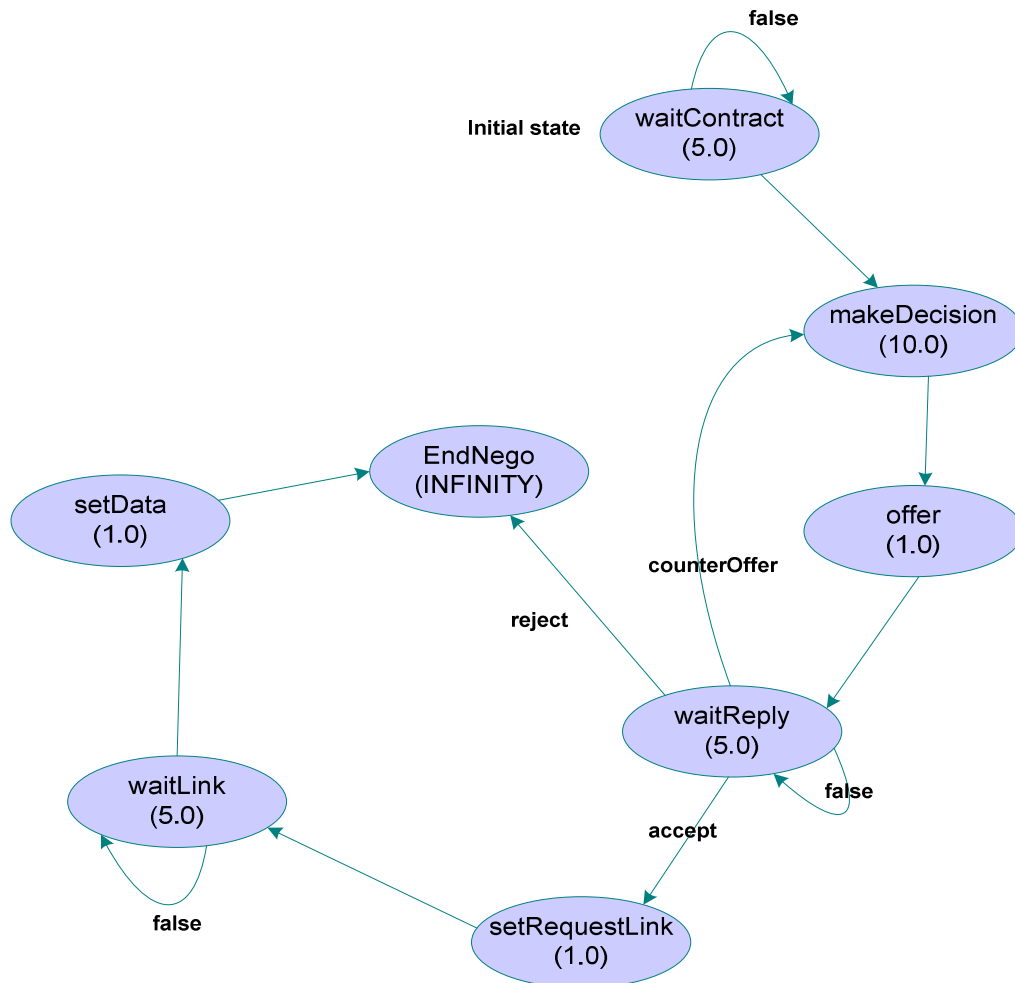 false
Initial state
waitContract
(5.0)
makeDecision
(10.0)
EndNego
(INFINITY)
setData
(1.0)
offer
(1.0)
counterOffer
reject
waitReply
(5.0)
waitLink
(5.0)
false
accept
false
setRequestLink
(1.0)